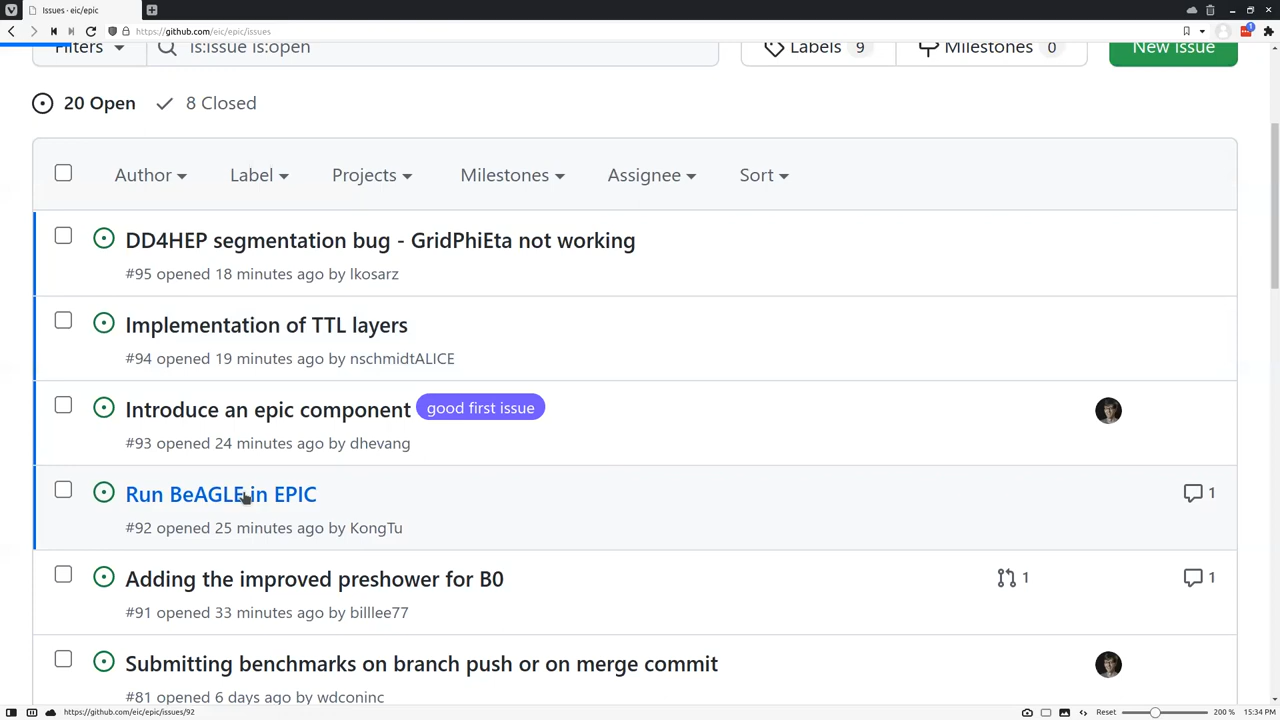 Issues · eic/epic
https://github.com/eic/epic/issues
Filters
is:issue is:open
Labels 9
Milestones 0
New issue
20 Open 8 Closed
Author Label Projects Milestones Assignee Sort
DD4HEP segmentation bug - GridPhiEta not working
#95 opened 18 minutes ago by lkosarz
Implementation of TTL layers
#94 opened 19 minutes ago by nschmidtALICE
Introduce an epic component good first issue
#93 opened 24 minutes ago by dhevang
Run BeAGLE in EPIC 1
#92 opened 25 minutes ago by KongTu
Adding the improved preshower for B0 1 1
#91 opened 33 minutes ago by billlee77
Submitting benchmarks on branch push or on merge commit
#81 opened 6 days ago by wdconinc
https://github.com/eic/epic/issues/92
Reset 200 % 15:34 PM